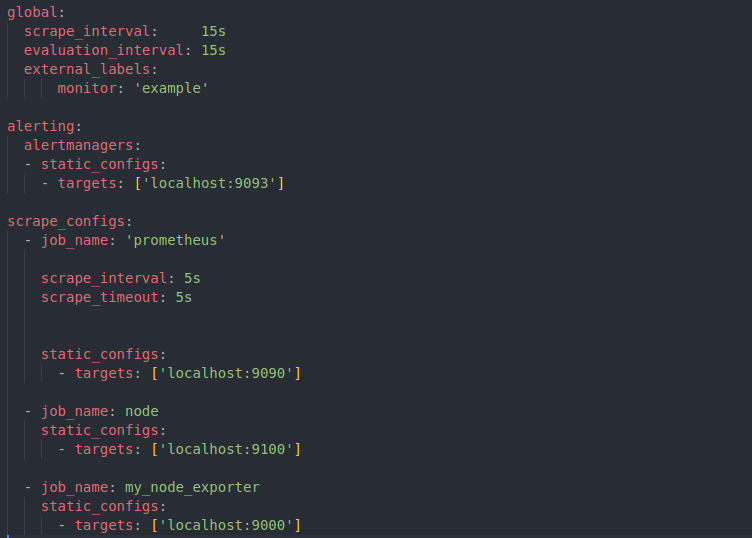 global:
  scrape_interval:     15s
  evaluation_interval: 15s
  external_labels:
      monitor: 'example'

alerting:
  alertmanagers:
  - static_configs:
    - targets: ['localhost:9093']

scrape_configs:
  - job_name: 'prometheus'

    scrape_interval: 5s
    scrape_timeout: 5s


    static_configs:
      - targets: ['localhost:9090']

  - job_name: node
    static_configs:
      - targets: ['localhost:9100']

  - job_name: my_node_exporter
    static_configs:
      - targets: ['localhost:9000']